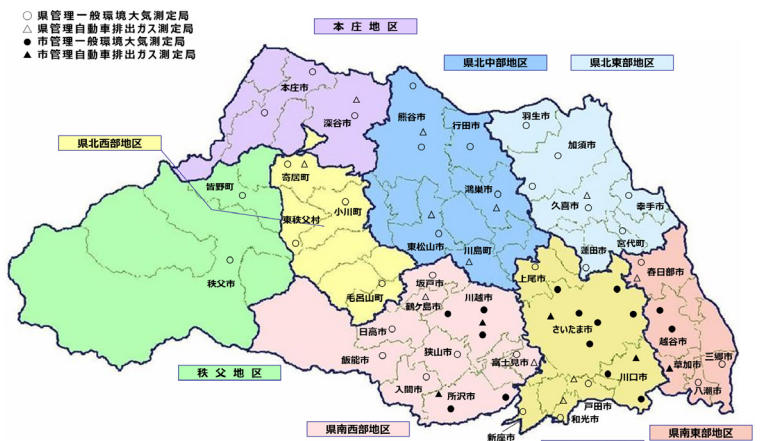 ○ 県管理一般環境大気測定局
△ 県管理自動車排出ガス測定局
● 市管理一般環境大気測定局
▲ 市管理自動車排出ガス測定局
本庄地区
県北中部地区
県北東部地区
県北西部地区
秩父地区
県南西部地区
県南東部地区
本庄市
深谷市
熊谷市
行田市
羽生市
加須市
寄居町
皆野町
小川町
東秩父村
鴻巣市
久喜市
幸手市
東松山市
川島町
宮代町
蓮田市
秩父市
毛呂山町
坂戸市
鶴ヶ島市
川越市
上尾市
春日部市
日高市
さいたま市
越谷市
飯能市
狭山市
富士見市
川口市
草加市
三郷市
入間市
所沢市
戸田市
八潮市
和光市
新座市